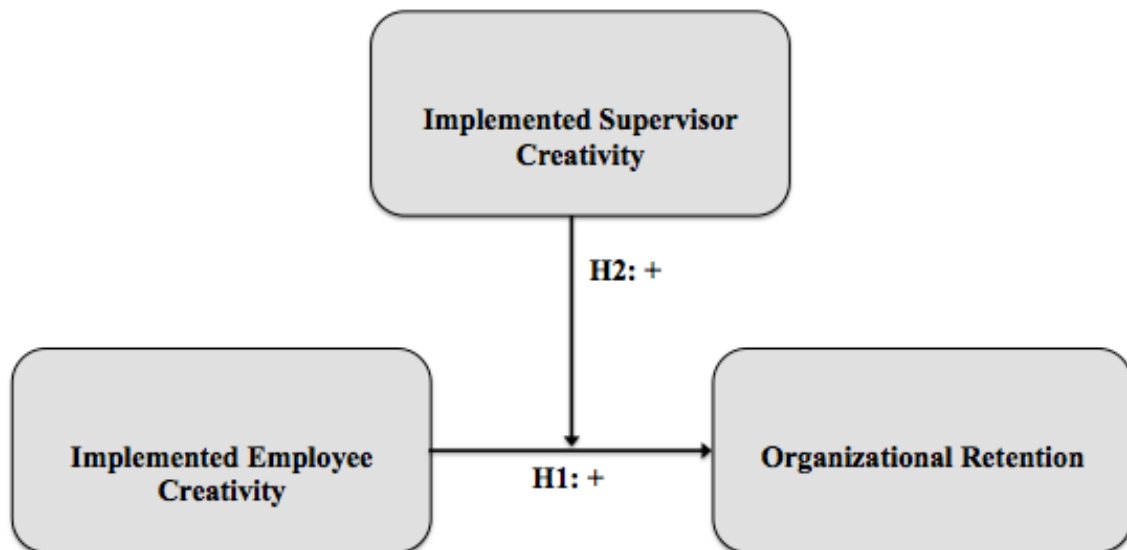 Implemented Supervisor
Creativity
H2: +
Implemented Employee
Creativity
H1: +
Organizational Retention